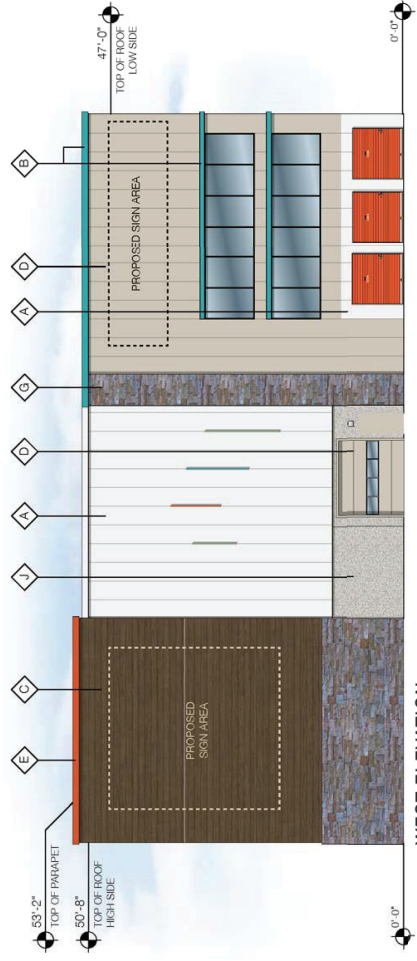 E
C
J
A
D
G
A
D
B
53'-2"
TOP OF PARAPET
50'-8"
TOP OF ROOF
HIGH SIDE
47'-0"
TOP OF ROOF
LOW SIDE
PROPOSED
SIGN AREA
PROPOSED SIGN AREA
0'-0"
0'-0"
WEST ELEVATION